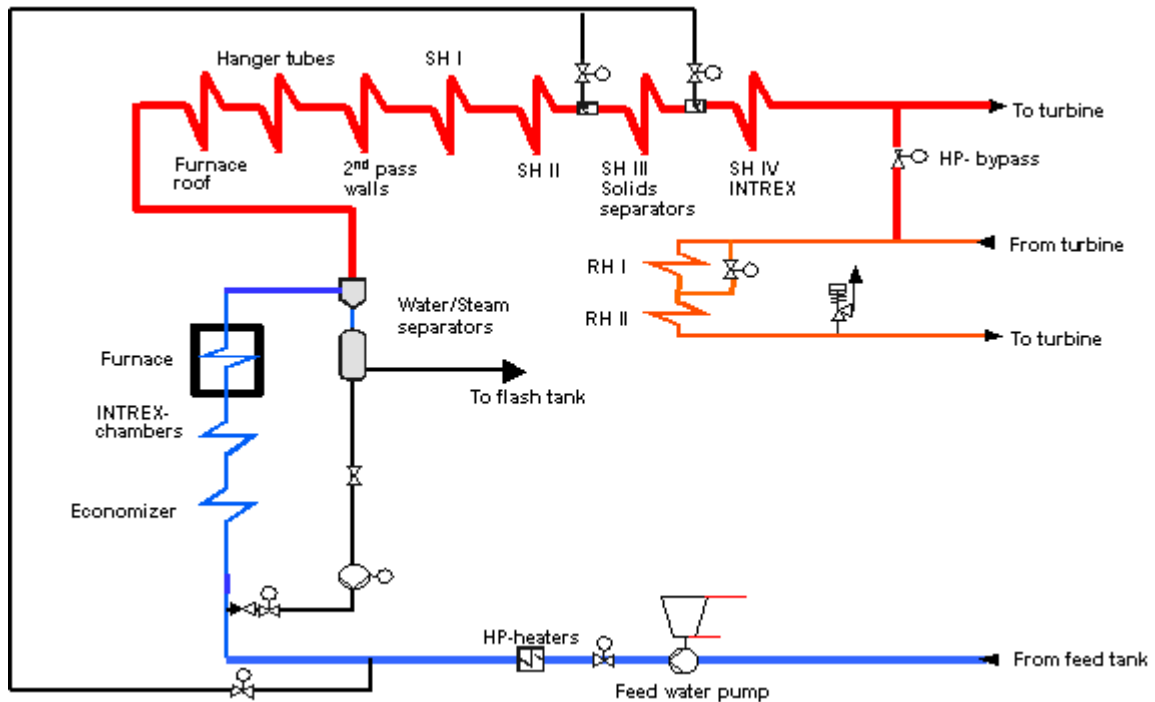 Hanger tubes
SH I
To turbine
Furnace
roof
2nd pass
walls
SH II
SH III
Solids
separators
SH IV
INTREX
HP- bypass
From turbine
RH I
RH II
To turbine
Water/Steam
separators
Furnace
To flash tank
INTREX-
chambers
Economizer
HP-heaters
Feed water pump
From feed tank